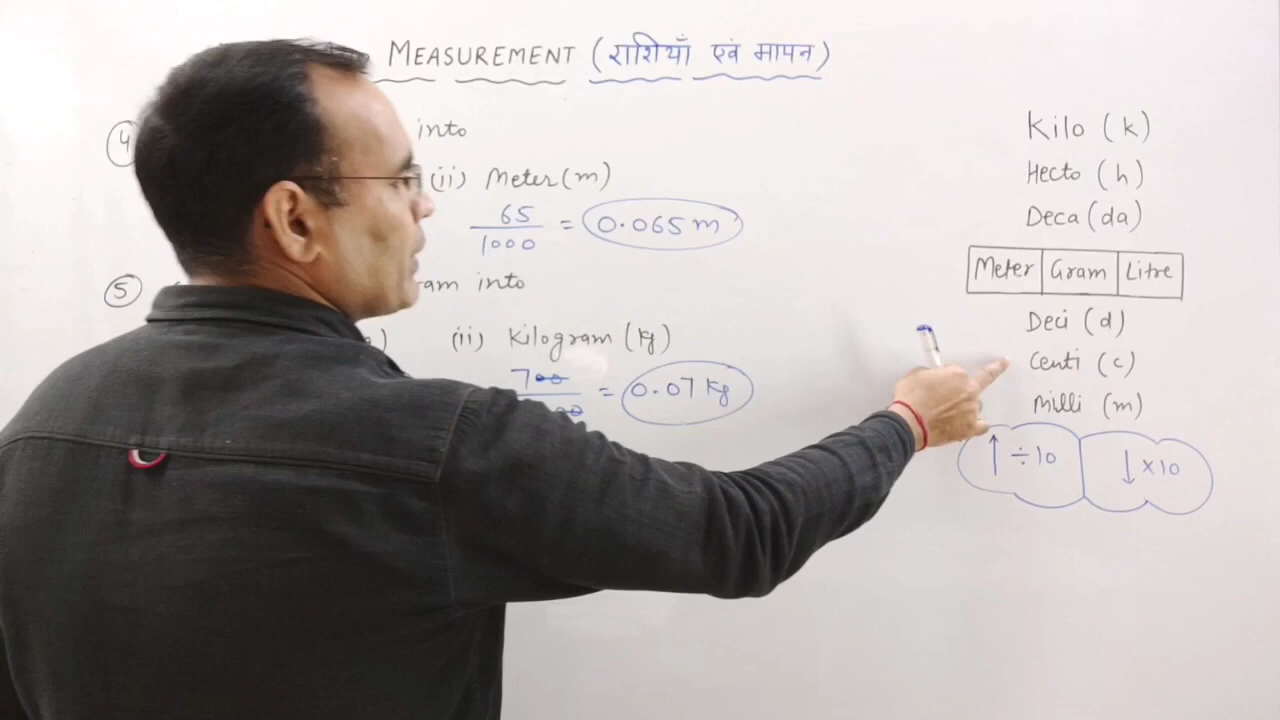 MEASUREMENT (राशियाँ एवं मापन)
4 into
(ii) Meter(m)
65
1000 = 0.065 m
5 into
(ii) Kilogram (kg)
700
= 0.07 kg
Kilo (k)
Hecto (h)
Deca (da)
Meter Gram Litre
Deci (d)
Centi (c)
Milli (m)
↑ ÷10 ↓ ×10